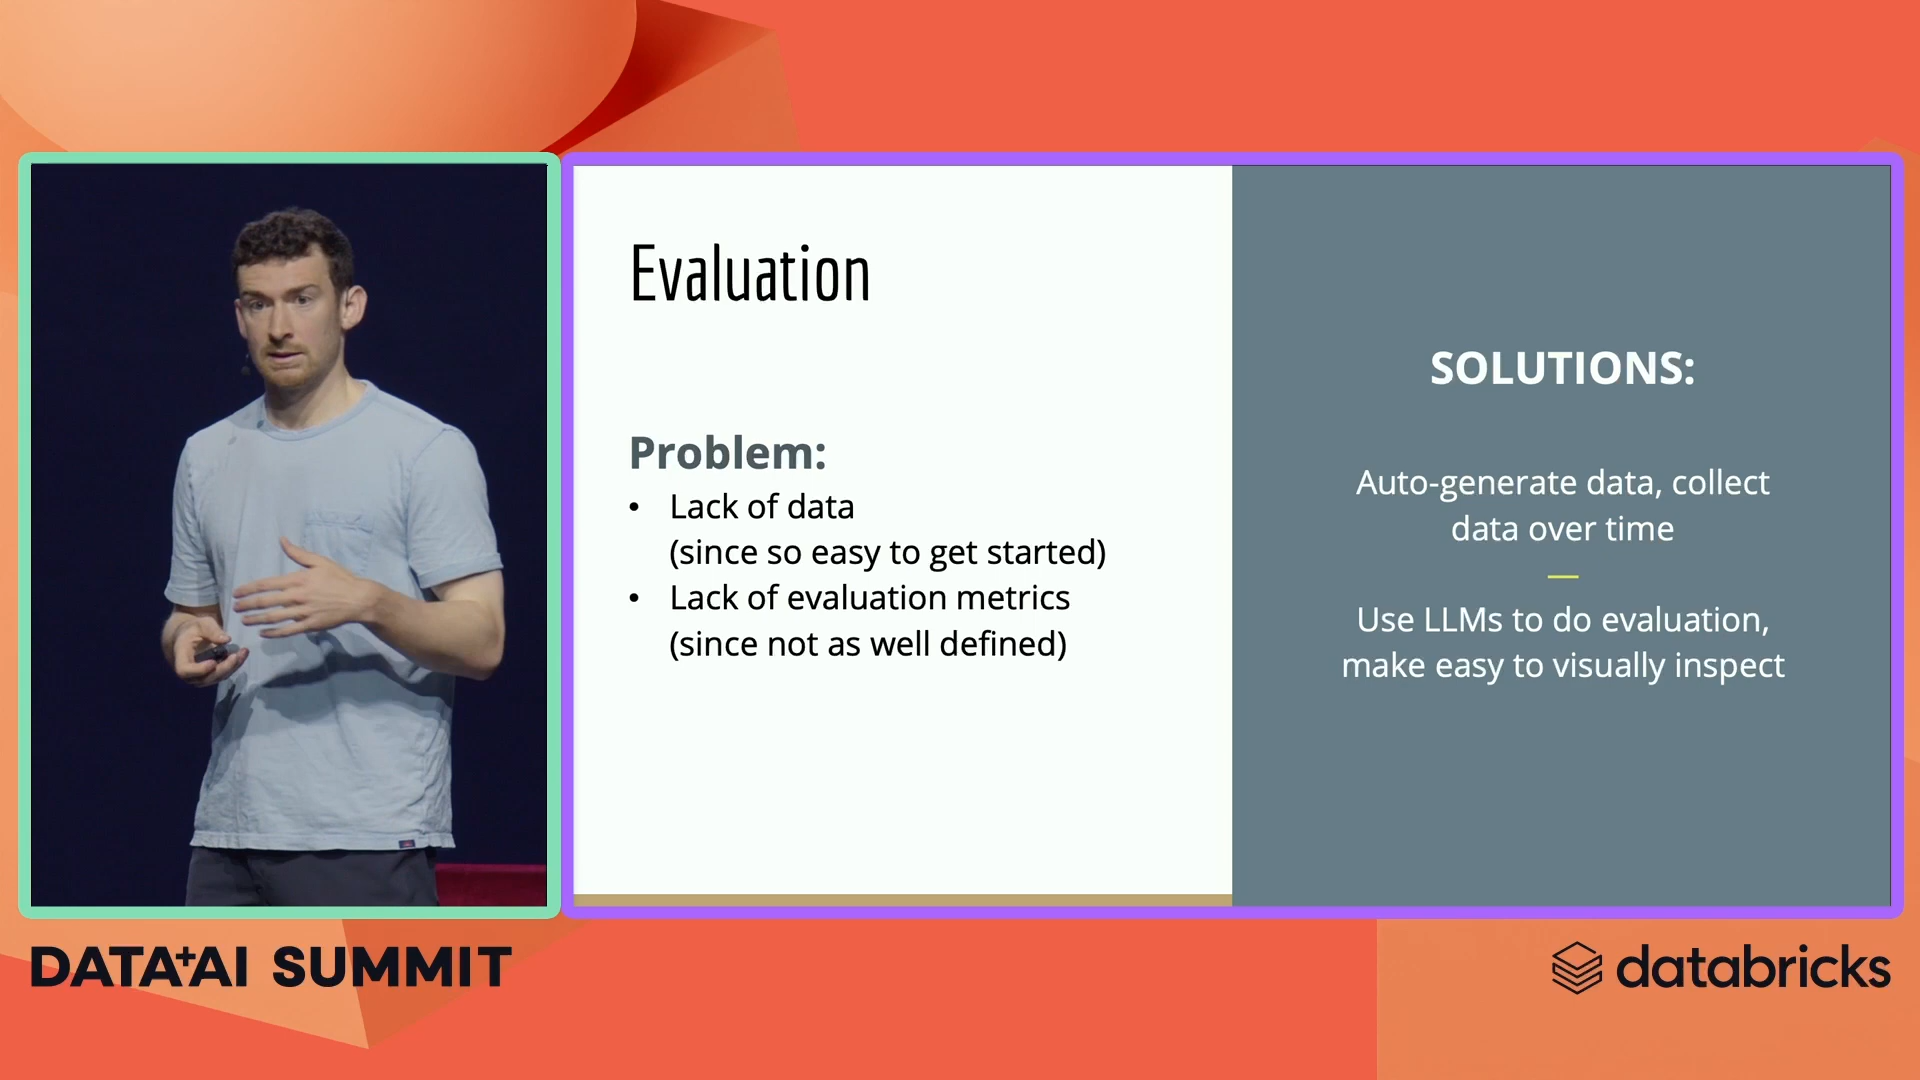 Evaluation
Problem:
• Lack of data
(since so easy to get started)
• Lack of evaluation metrics
(since not as well defined)
SOLUTIONS:
Auto-generate data, collect
data over time
Use LLMs to do evaluation,
make easy to visually inspect
DATA+AI SUMMIT
databricks